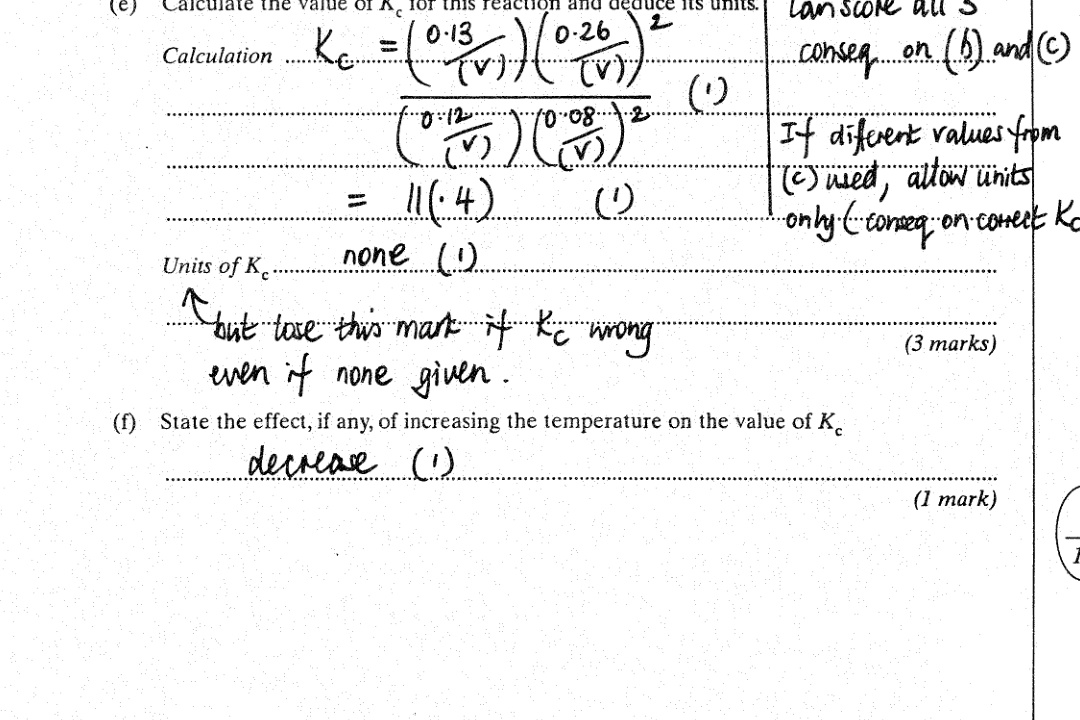 (e) Calculate the value of Kc for this reaction and deduce its units.
Can score all 3
conseq on (b) and (c)
Calculation Kc = (0.13/(V)) (0.26/(V))²
(1)
(0.12/(V)) (0.08/(V))²
If diferent values from
(c) used, allow units
only (conseq on correct Kc
= 11(.4) (1)
Units of Kc none (1)
but lose this mark if Kc wrong
even if none given.
(3 marks)
(f) State the effect, if any, of increasing the temperature on the value of Kc
decrease (1)
(1 mark)